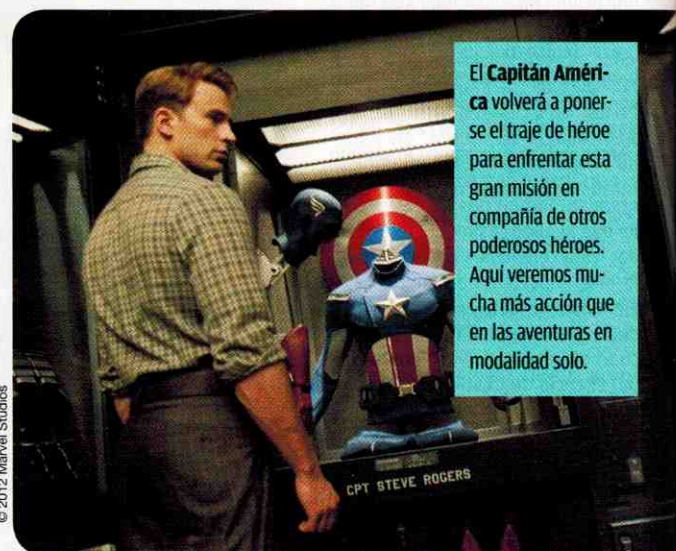 El Capitán Améri-
ca volverá a poner-
se el traje de héroe
para enfrentar esta
gran misión en
compañía de otros
poderosos héroes.
Aquí veremos mu-
cha más acción que
en las aventuras en
modalidad solo.
CPT STEVE ROGERS
© 2012 Marvel Studios